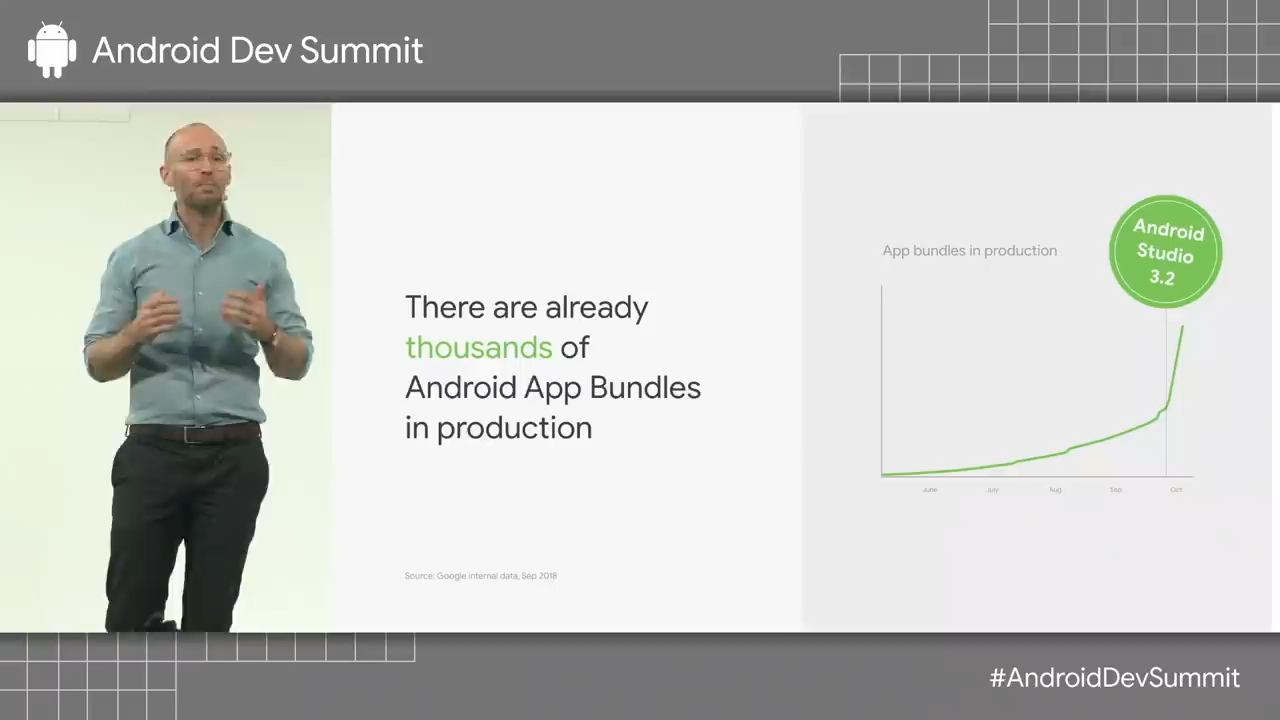 Android Dev Summit
There are already
thousands of
Android App Bundles
in production
Source: Google internal data, Sep 2018
App bundles in production
Android
Studio
3.2
June July Aug Sep Oct
#AndroidDevSummit